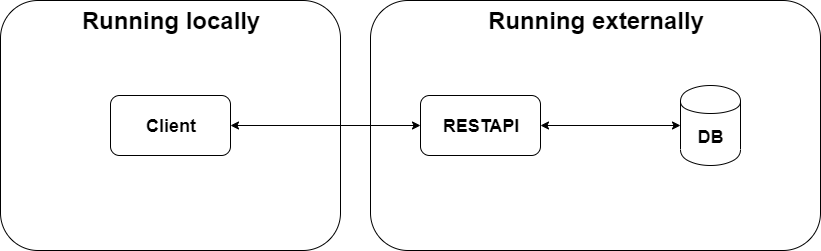 Running locally
Running externally
Client
RESTAPI
DB